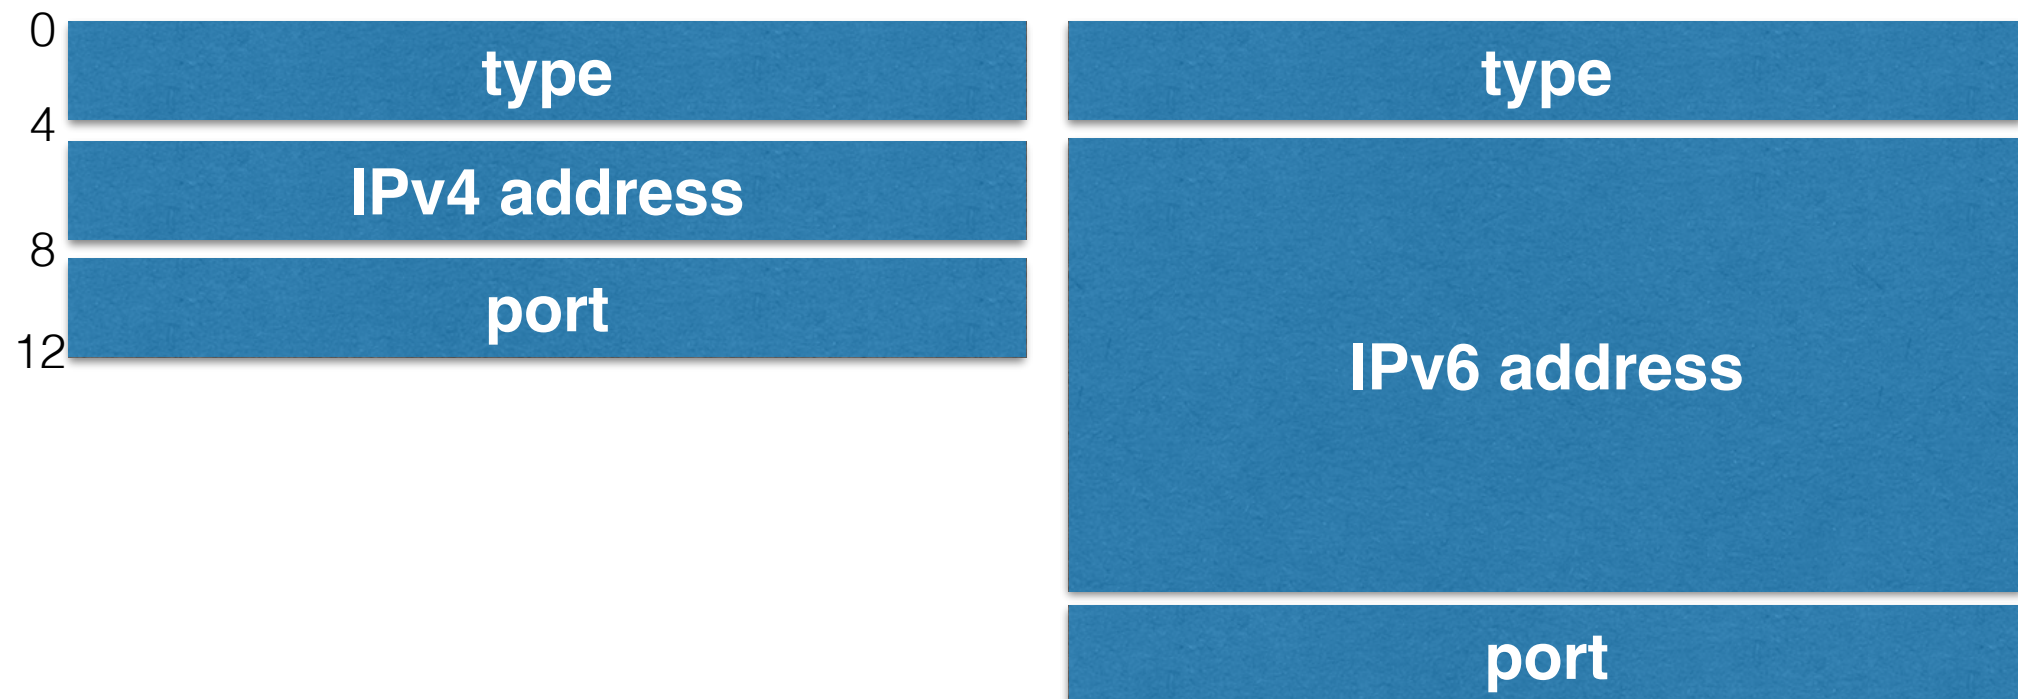 0
type
type
4
IPv4 address
8
port
12
IPv6 address
port